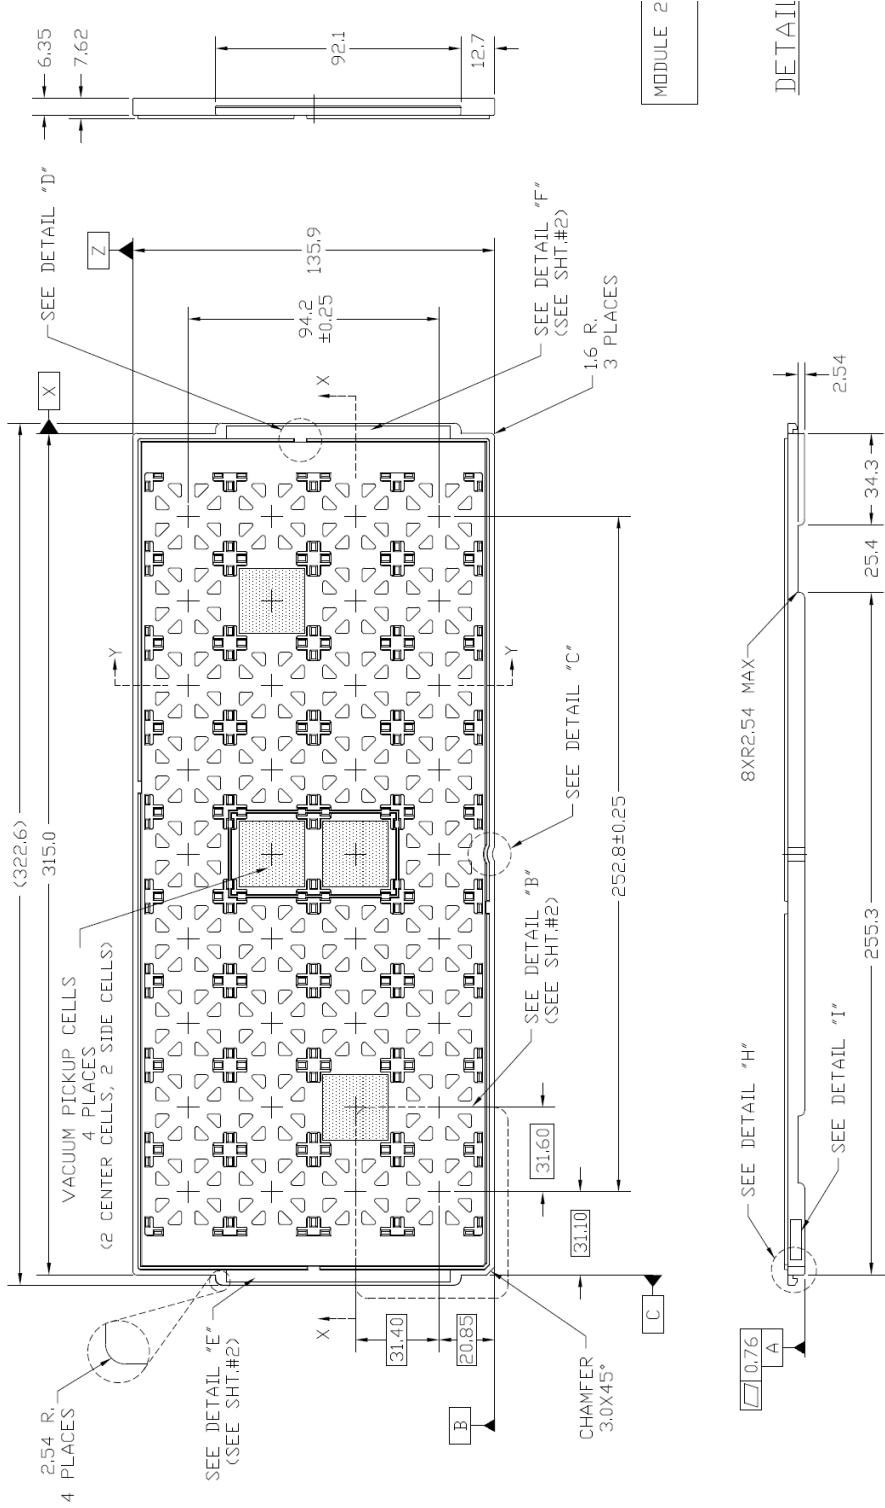 2.54 R.
4 PLACES
SEE DETAIL "E"
(SEE SHT.#2)
VACUUM PICKUP CELLS
4 PLACES
(2 CENTER CELLS, 2 SIDE CELLS)
(322.6)
315.0
X
Z
SEE DETAIL "D"
6.35
7.62
92.1
12.7
135.9
94.2
±0.25
X
X
Y
Y
SEE DETAIL "F"
(SEE SHT.#2)
1.6 R.
3 PLACES
SEE DETAIL "C"
SEE DETAIL "B"
(SEE SHT.#2)
252.8±0.25
31.60
31.10
31.40
20.85
B
C
CHAMFER
3.0X45°
MODULE 2
DETAIL
SEE DETAIL "H"
SEE DETAIL "I"
8XR2.54 MAX
2.54
34.3
25.4
255.3
0.76
A